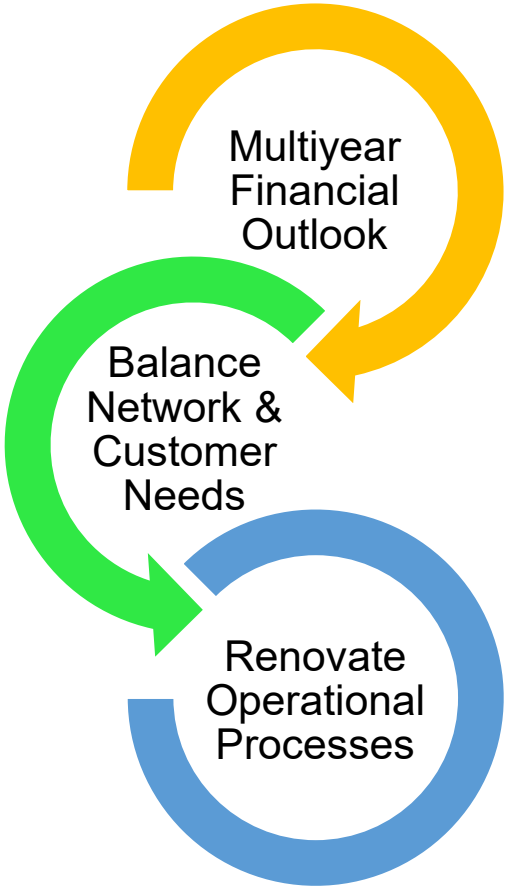 Multiyear
Financial
Outlook
Balance
Network &
Customer
Needs
Renovate
Operational
Processes